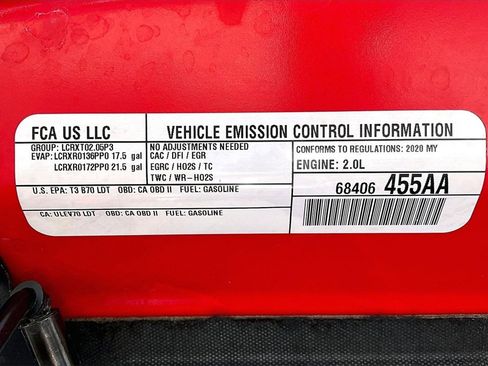 FCA US LLC
VEHICLE EMISSION CONTROL INFORMATION
GROUP: LCRXT02.05P3
EVAP: LCRXR0136PP0 17.5 gal
LCRXR0172PP0 21.5 gal
NO ADJUSTMENTS NEEDED
CAC / DFI / EGR
EGRC / HO2S / TC
TWC / WR-HO2S
CONFORMS TO REGULATIONS: 2020 MY
ENGINE: 2.0L
U.S. EPA: T3 B70 LDT OBD: CA OBD II FUEL: GASOLINE
CA: ULEV70 LDT OBD: CA OBD II FUEL: GASOLINE
68406 455AA